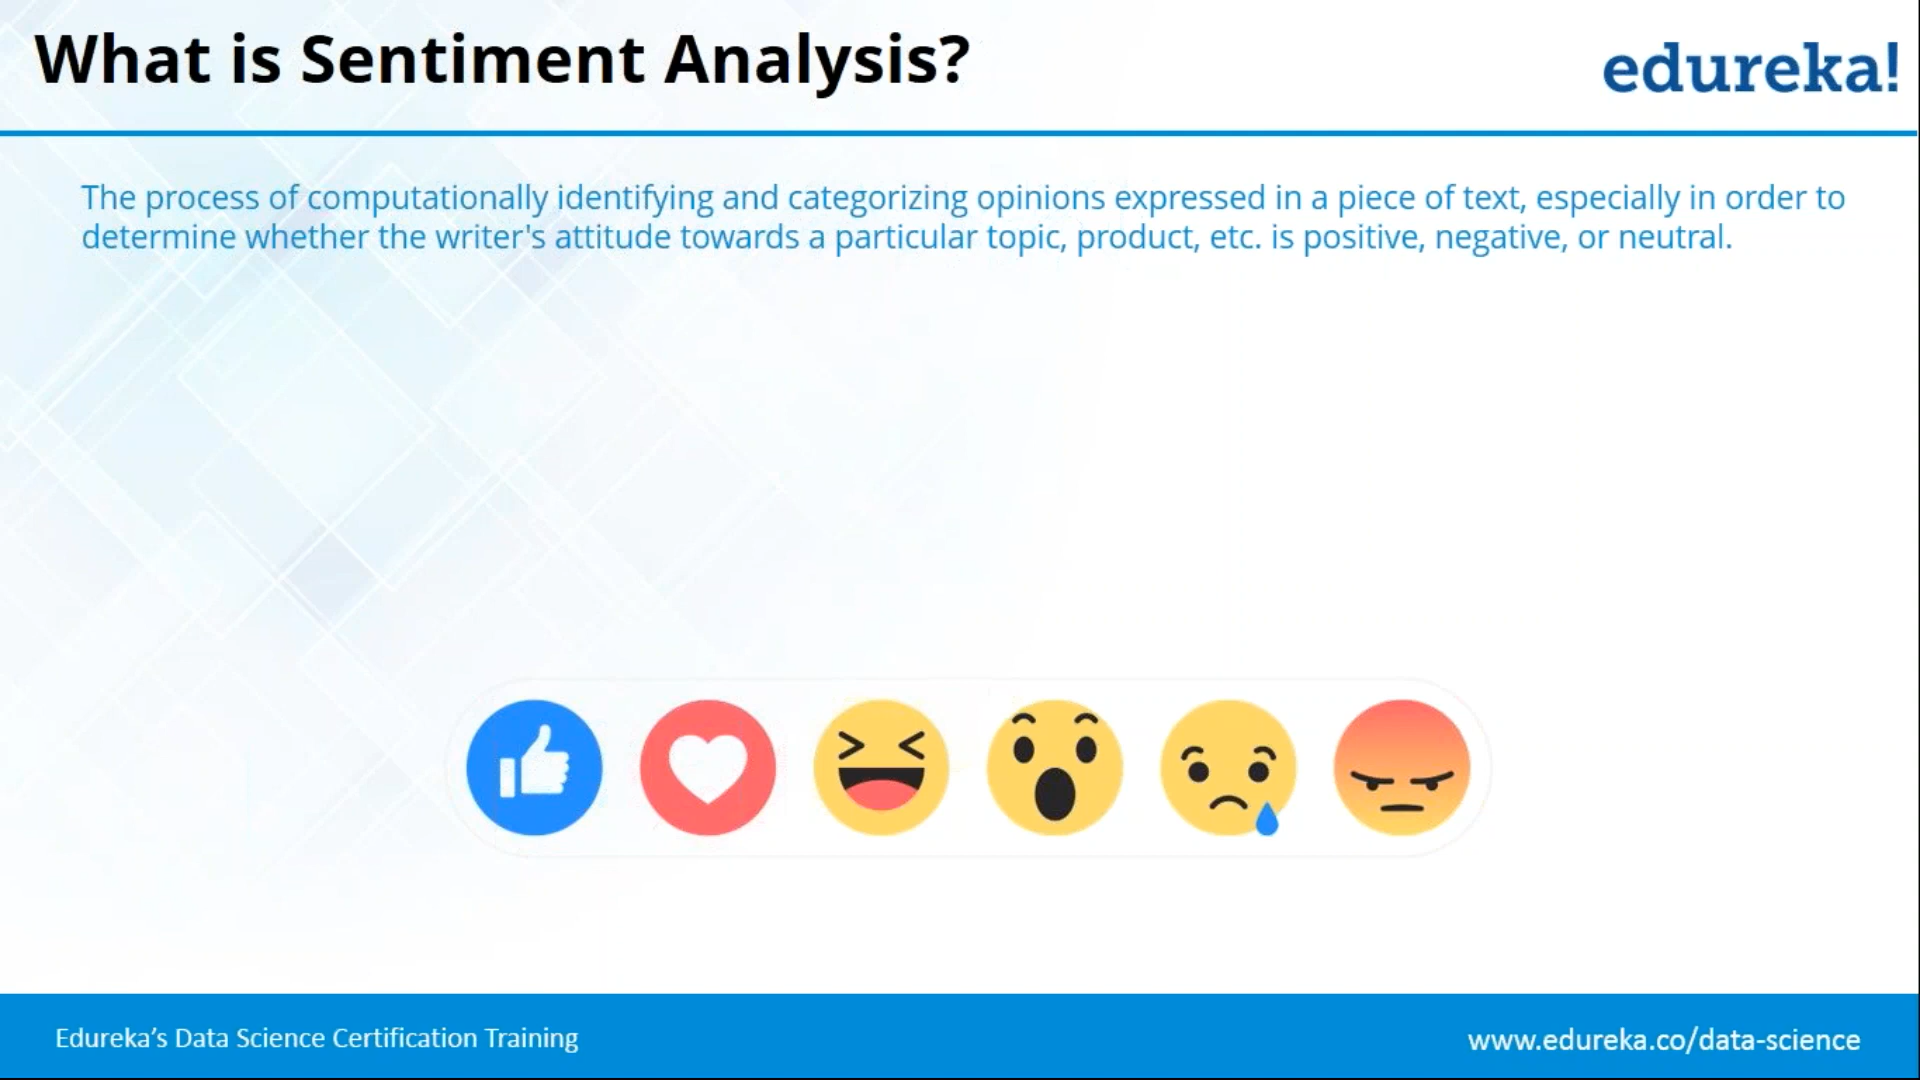 What is Sentiment Analysis?
edureka!
The process of computationally identifying and categorizing opinions expressed in a piece of text, especially in order to
determine whether the writer's attitude towards a particular topic, product, etc. is positive, negative, or neutral.
Edureka’s Data Science Certification Training
www.edureka.co/data-science